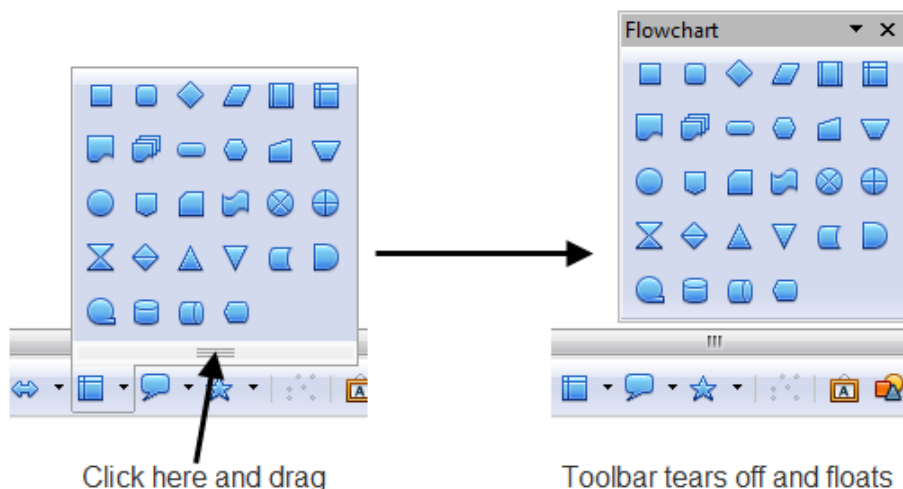 Flowchart
A
A
Click here and drag
Toolbar tears off and floats